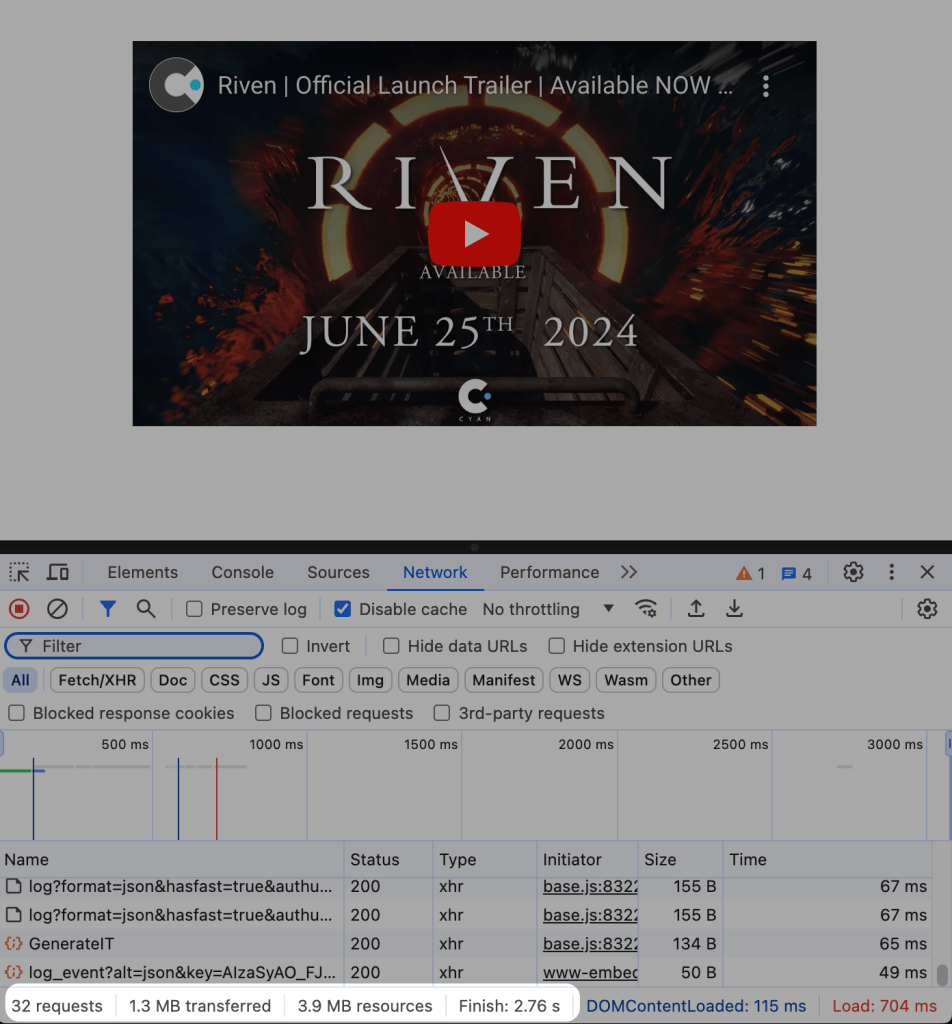 Riven | Official Launch Trailer | Available NOW ...
RIVEN
AVAILABLE
JUNE 25TH 2024
CYAN
Elements Console Sources Network Performance 1 4
Preserve log Disable cache No throttling
Filter Invert Hide data URLs Hide extension URLs
All Fetch/XHR Doc CSS JS Font Img Media Manifest WS Wasm Other
Blocked response cookies Blocked requests 3rd-party requests
500 ms 1000 ms 1500 ms 2000 ms 2500 ms 3000 ms
Name Status Type Initiator Size Time
log?format=json&hasfast=true&authu... 200 xhr base.js:8322 155 B 67 ms
log?format=json&hasfast=true&authu... 200 xhr base.js:8322 155 B 67 ms
GenerateIT 200 xhr base.js:8322 134 B 65 ms
log_event?alt=json&key=AIzaSyAO_FJ... 200 xhr www-embed 50 B 49 ms
32 requests 1.3 MB transferred 3.9 MB resources Finish: 2.76 s DOMContentLoaded: 115 ms Load: 704 ms